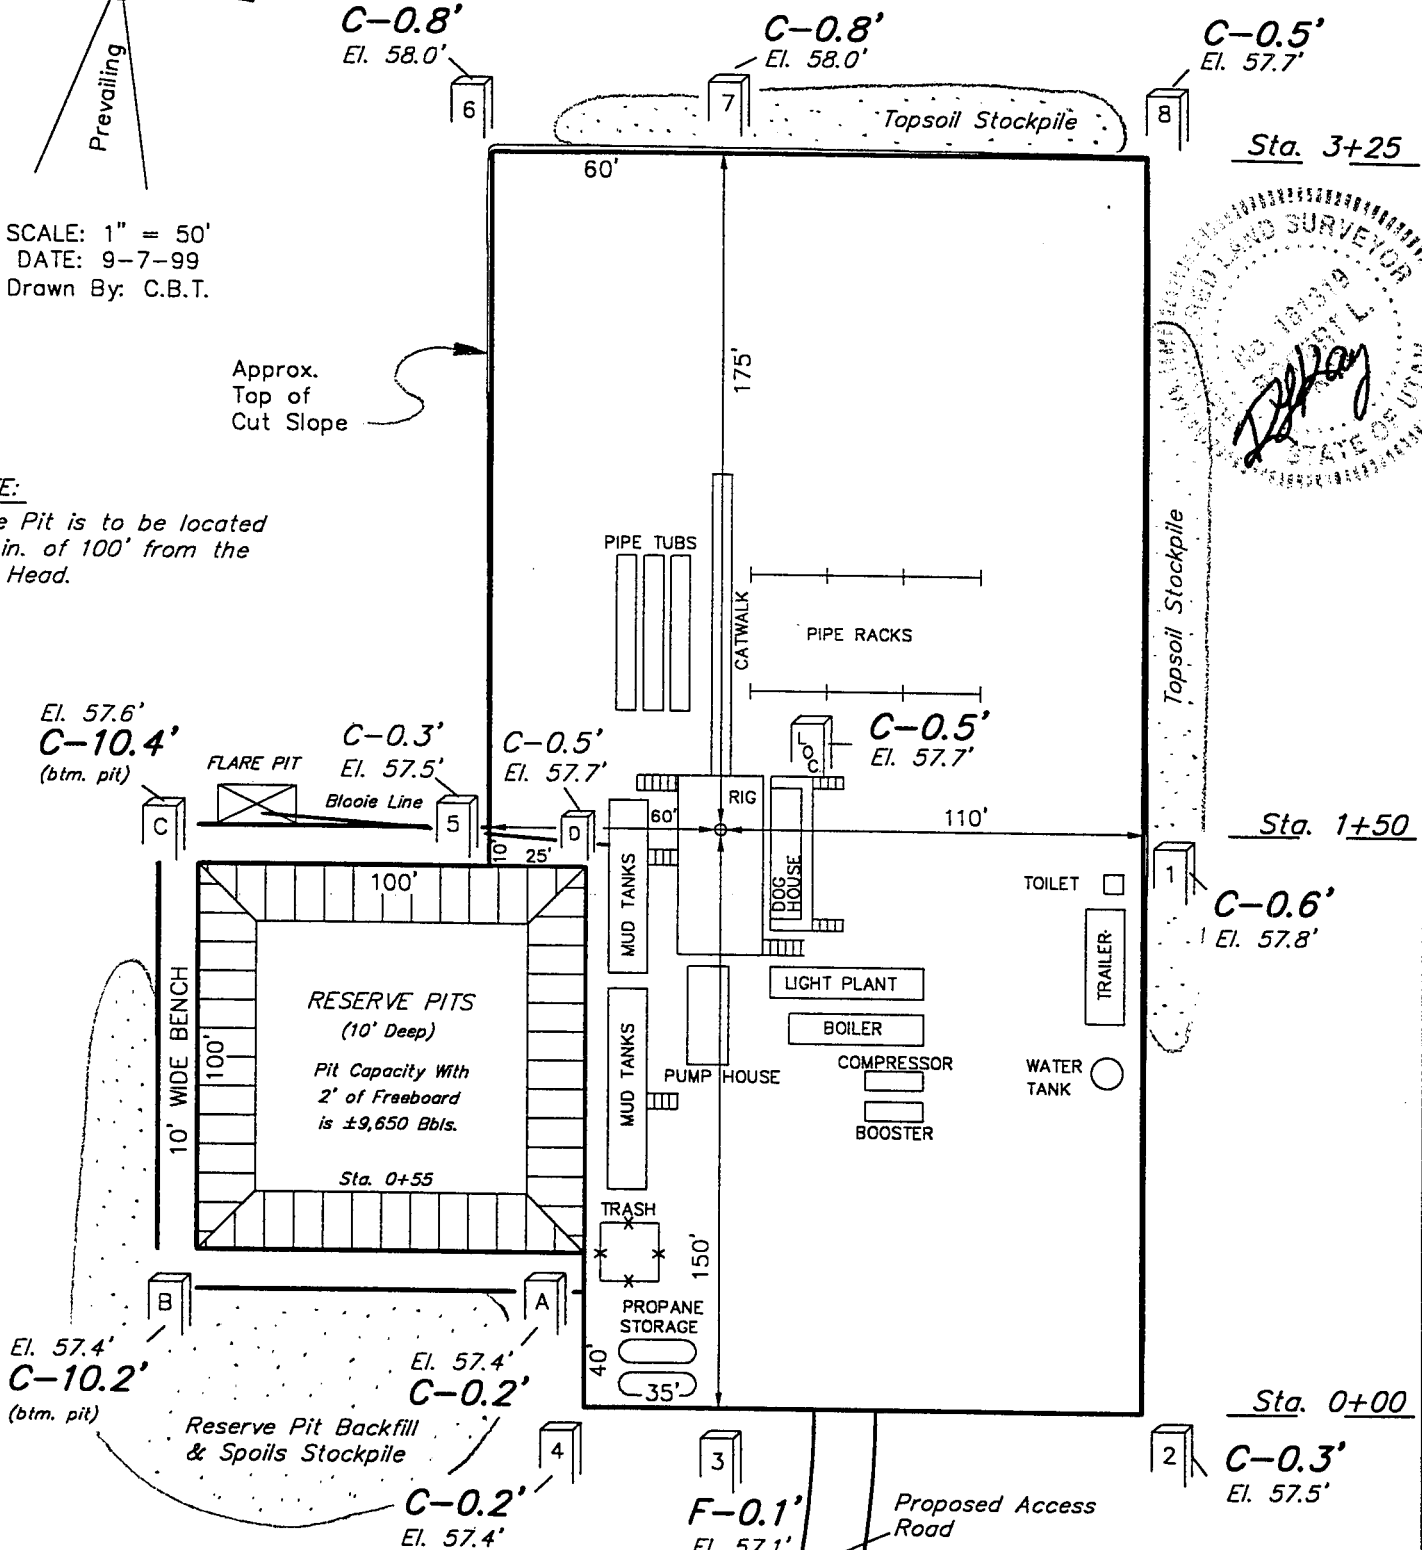 C-0.8'
El. 58.0'
6
C-0.8'
El. 58.0'
7
C-0.5'
El. 57.7'
8
Prevailing
Topsoil Stockpile
Sta. 3+25
60'
SCALE: 1" = 50'
DATE: 9-7-99
Drawn By: C.B.T.
LAND SURVEYOR
No. 161319
STATE OF UTAH
Approx.
Top of
Cut Slope
175'
E:
e Pit is to be located
in. of 100' from the
Head.
PIPE TUBS
CATWALK
PIPE RACKS
Topsoil Stockpile
El. 57.6'
C-10.4'
(btm. pit)
C
FLARE PIT
Blooie Line
C-0.3'
El. 57.5'
5
C-0.5'
El. 57.7'
D
LOC.
C-0.5'
El. 57.7'
RIG
60'
110'
Sta. 1+50
10'
25'
100'
MUD TANKS
DOG HOUSE
TOILET
1
C-0.6'
El. 57.8'
TRAILER
10' WIDE BENCH
100'
RESERVE PITS
(10' Deep)
Pit Capacity With
2' of Freeboard
is ±9,650 Bbls.
Sta. 0+55
MUD TANKS
PUMP HOUSE
LIGHT PLANT
BOILER
COMPRESSOR
BOOSTER
WATER
TANK
TRASH
150'
PROPANE
STORAGE
40'
35'
B
El. 57.4'
C-10.2'
(btm. pit)
A
El. 57.4'
C-0.2'
Reserve Pit Backfill
& Spoils Stockpile
4
C-0.2'
El. 57.4'
3
F-0.1'
El. 57.1'
Proposed Access
Road
Sta. 0+00
2
C-0.3'
El. 57.5'